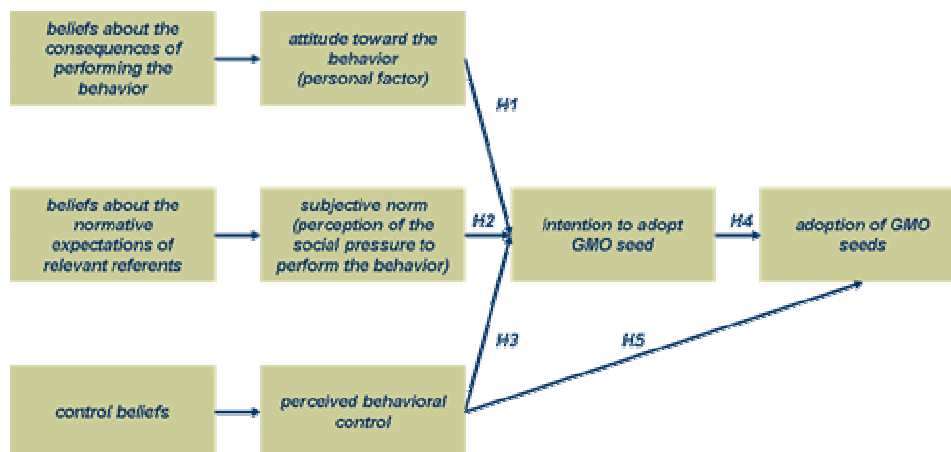 beliefs about the
consequences of
performing the
behavior
attitude toward the
behavior
(personal factor)
H1
beliefs about the
normative
expectations of
relevant referents
subjective norm
(perception of the
social pressure to
perform the behavior)
H2
intention to adopt
GMO seed
H4
adoption of GMO
seeds
H3
H5
control beliefs
perceived behavioral
control